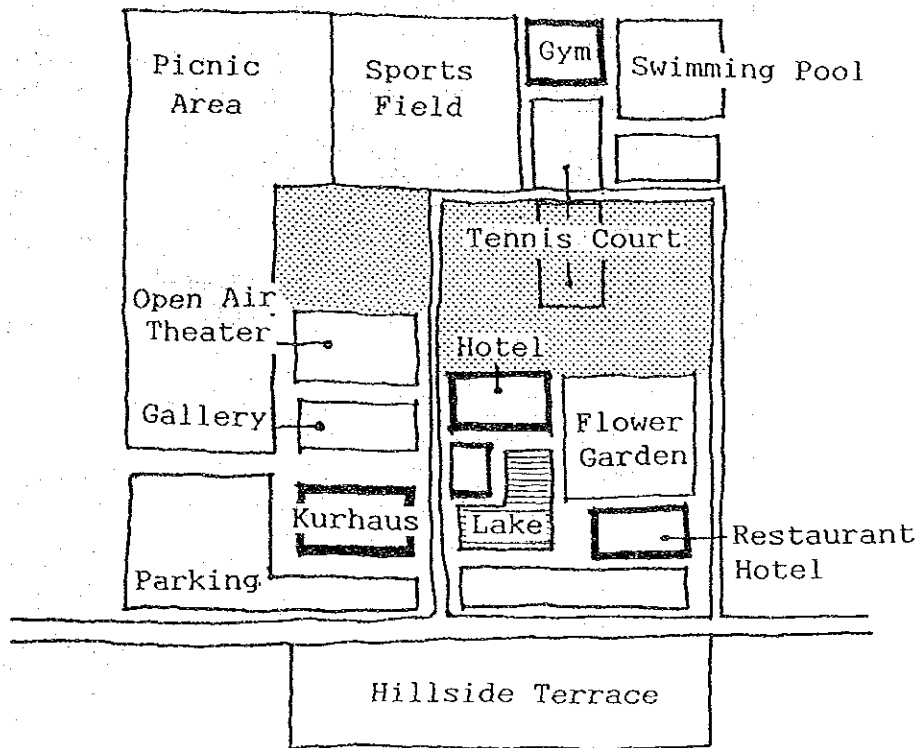 Gym
Picnic
Area
Sports
Field
Swimming Pool
Tennis Court
Open Air
Theater
Hotel
Gallery
Flower
Garden
Kurhaus
Lake
Restaurant
Hotel
Parking
Hillside Terrace